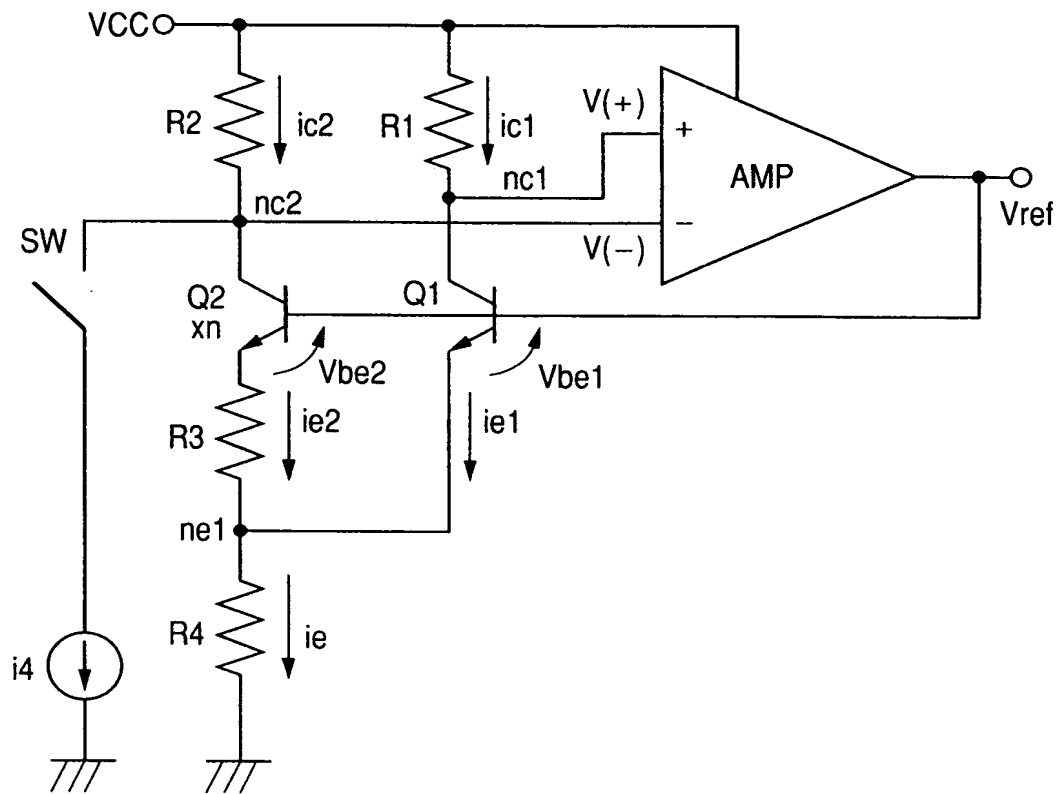 VCC
R2
ic2
R1
ic1
V(+)
+
AMP
nc1
nc2
Vref
SW
V(−)
−
Q2
xn
Q1
Vbe2
Vbe1
R3
ie2
ie1
ne1
R4
ie
i4